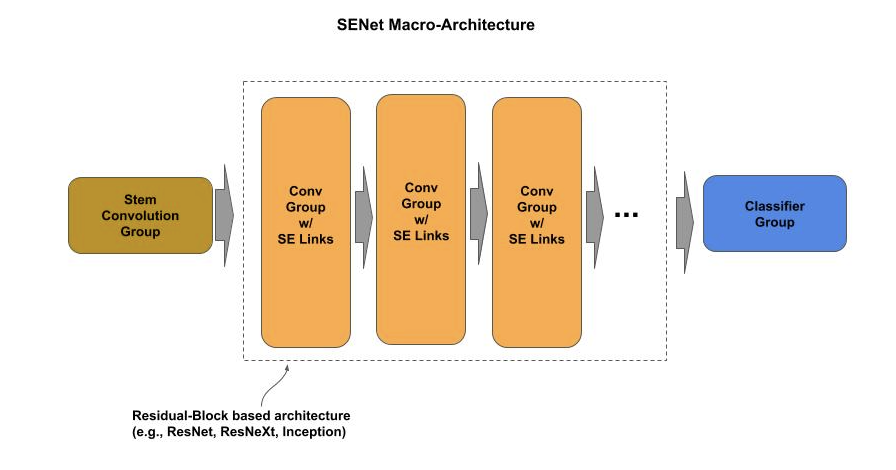 SENet Macro-Architecture
Stem
Convolution
Group
Conv
Group
w/
SE Links
Conv
Group
w/
SE Links
Conv
Group
w/
SE Links
...
Classifier
Group
Residual-Block based architecture
(e.g., ResNet, ResNeXt, Inception)